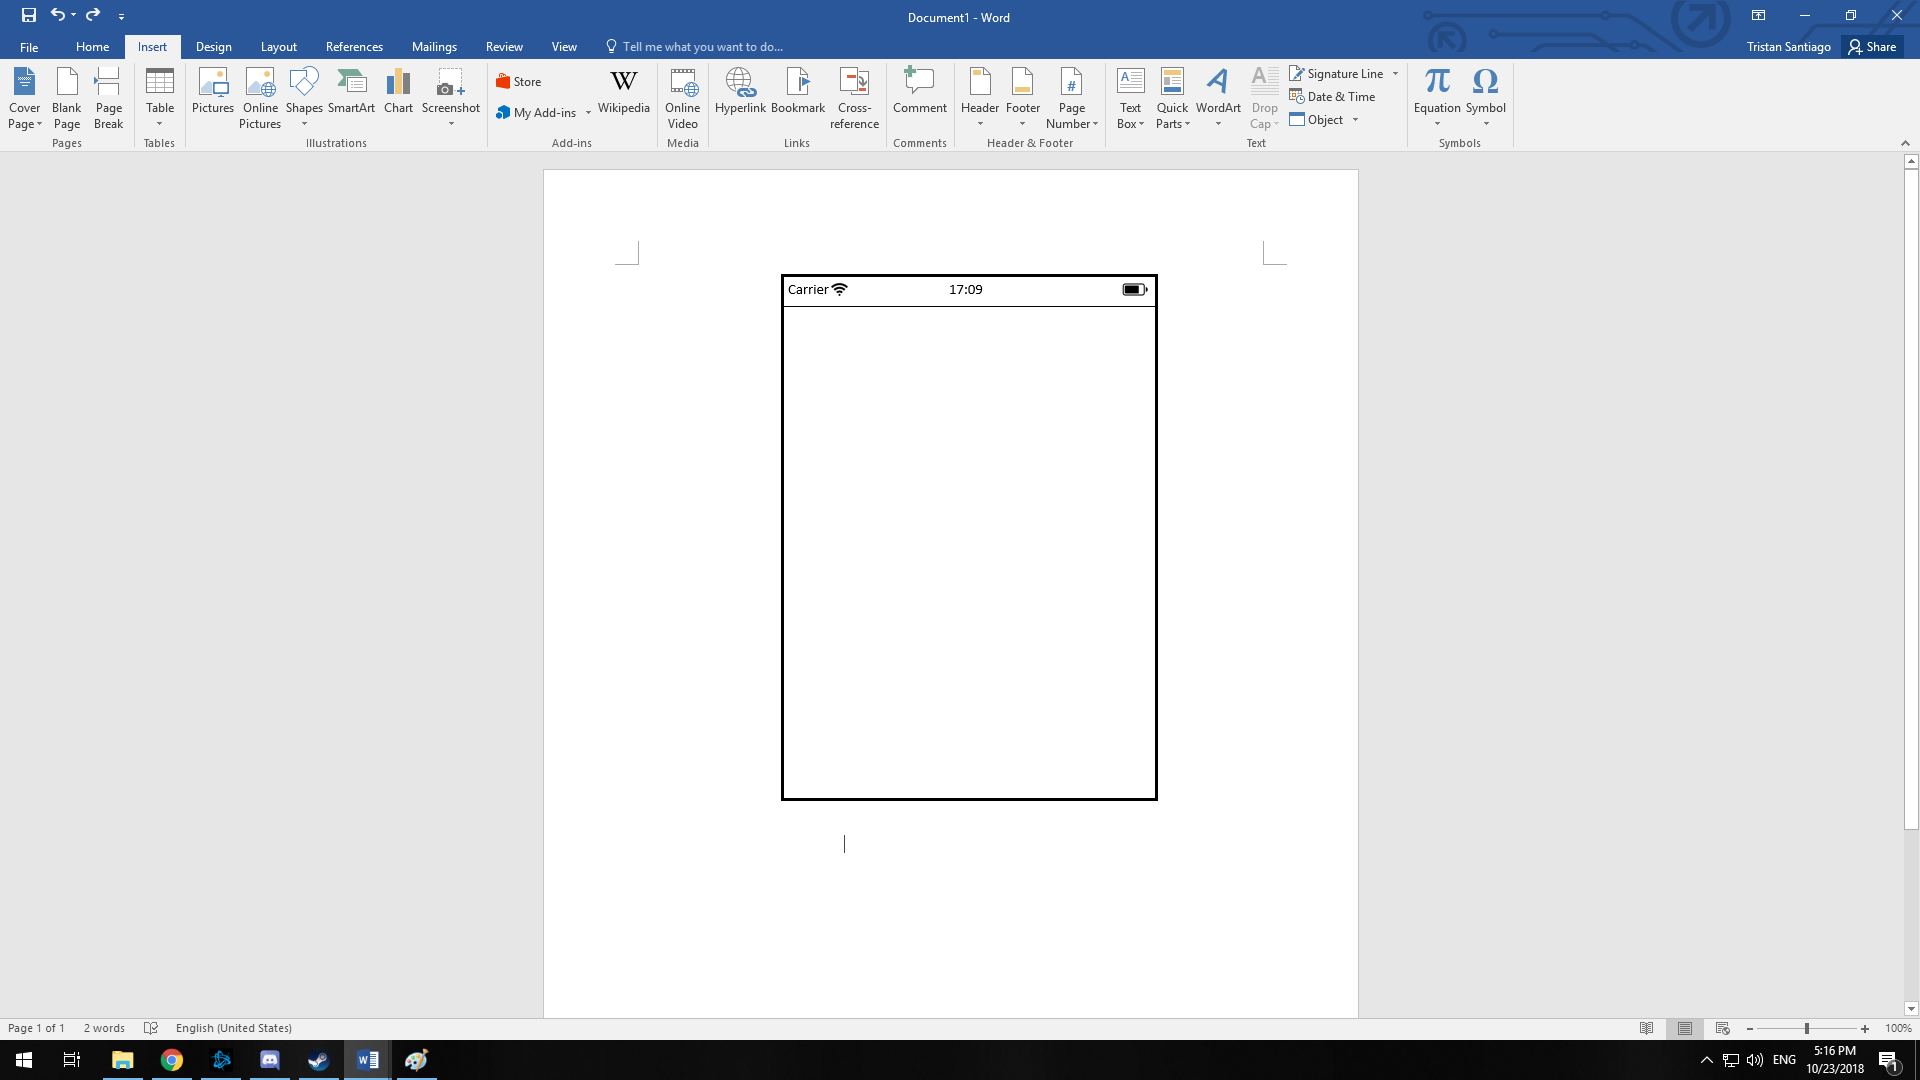 Document1 - Word
File Home Insert Design Layout References Mailings Review View Tell me what you want to do... Tristan Santiago Share
Cover Page Blank Page Page Break Table Pictures Online Pictures Shapes SmartArt Chart Screenshot Store My Add-ins Wikipedia Online Video Hyperlink Bookmark Cross-reference Comment Header Footer Page Number Text Box Quick Parts WordArt Drop Cap Signature Line Date & Time Object Equation Symbol
Pages Tables Illustrations Add-ins Media Links Comments Header & Footer Text Symbols
Carrier 17:09
Page 1 of 1 2 words English (United States) 100%
ENG 5:16 PM
10/23/2018 1